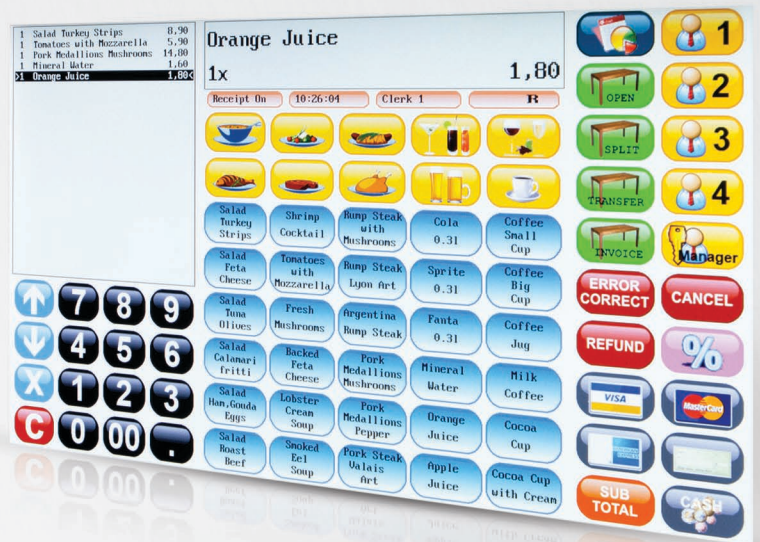 1 Salad Turkey Strips 8,90
1 Tomatoes with Mozzarella 5,90
1 Pork Medallions Mushrooms 14,80
1 Mineral Water 1,60
>1 Orange Juice 1,80<
Orange Juice
1x 1,80
Receipt On 10:26:04 Clerk 1 R
1
OPEN
2
SPLIT
3
TRANSFER
4
INVOICE
Manager
Salad
Turkey
Strips
Shrimp
Cocktail
Rump Steak
with
Mushrooms
Cola
0.3l
Coffee
Small
Cup
Salad
Feta
Cheese
Tomatoes
with
Mozzarella
Rump Steak
Lyon Art
Sprite
0.3l
Coffee
Big
Cup
Salad
Tuna
Olives
Fresh
Mushrooms
Argentina
Rump Steak
Fanta
0.3l
Coffee
Jug
Salad
Calamari
fritti
Backed
Feta
Cheese
Pork
Medallions
Mushrooms
Mineral
Water
Milk
Coffee
Salad
Ham,Gouda
Eggs
Lobster
Cream
Soup
Pork
Medallions
Pepper
Orange
Juice
Cocoa
Cup
Salad
Roast
Beef
Smoked
Eel
Soup
Pork Steak
Valais
Art
Apple
Juice
Cocoa Cup
with Cream
7 8 9
4 5 6
X 1 2 3
C 0 00 .
ERROR
CORRECT
CANCEL
REFUND
%
VISA
MasterCard
SUB
TOTAL
CASH